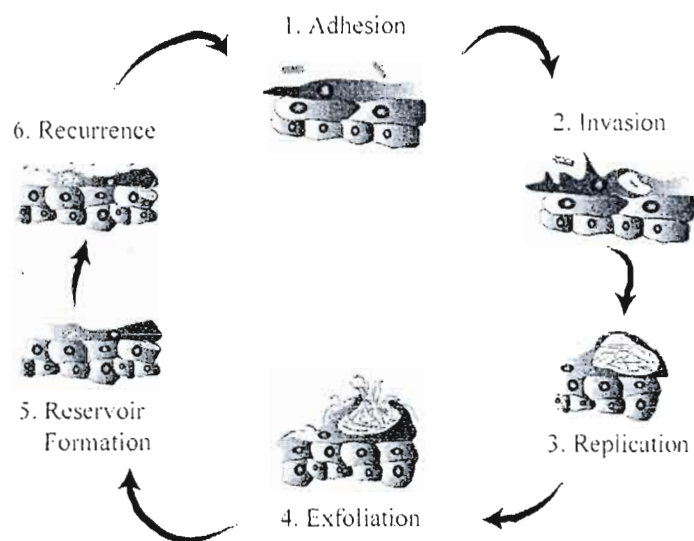 1. Adhesion
2. Invasion
3. Replication
4. Exfoliation
5. Reservoir
Formation
6. Recurrence